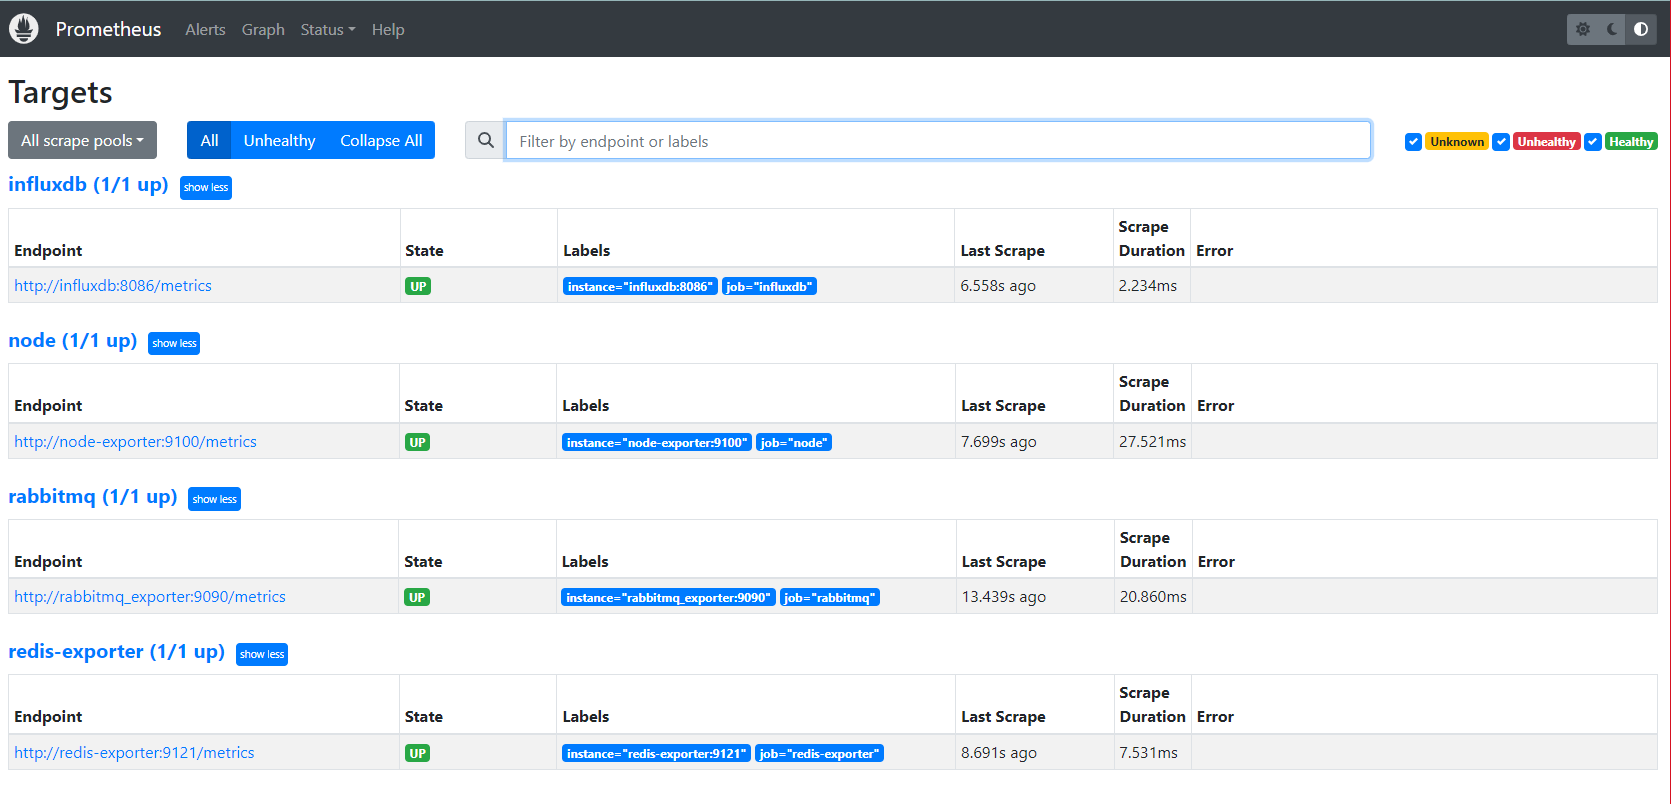 Prometheus Alerts Graph Status Help
Targets
All scrape pools All Unhealthy Collapse All Filter by endpoint or labels Unknown Unhealthy Healthy
influxdb (1/1 up) show less
Endpoint State Labels Last Scrape Scrape Duration Error
http://influxdb:8086/metrics UP instance="influxdb:8086" job="influxdb" 6.558s ago 2.234ms
node (1/1 up) show less
Endpoint State Labels Last Scrape Scrape Duration Error
http://node-exporter:9100/metrics UP instance="node-exporter:9100" job="node" 7.699s ago 27.521ms
rabbitmq (1/1 up) show less
Endpoint State Labels Last Scrape Scrape Duration Error
http://rabbitmq_exporter:9090/metrics UP instance="rabbitmq_exporter:9090" job="rabbitmq" 13.439s ago 20.860ms
redis-exporter (1/1 up) show less
Endpoint State Labels Last Scrape Scrape Duration Error
http://redis-exporter:9121/metrics UP instance="redis-exporter:9121" job="redis-exporter" 8.691s ago 7.531ms